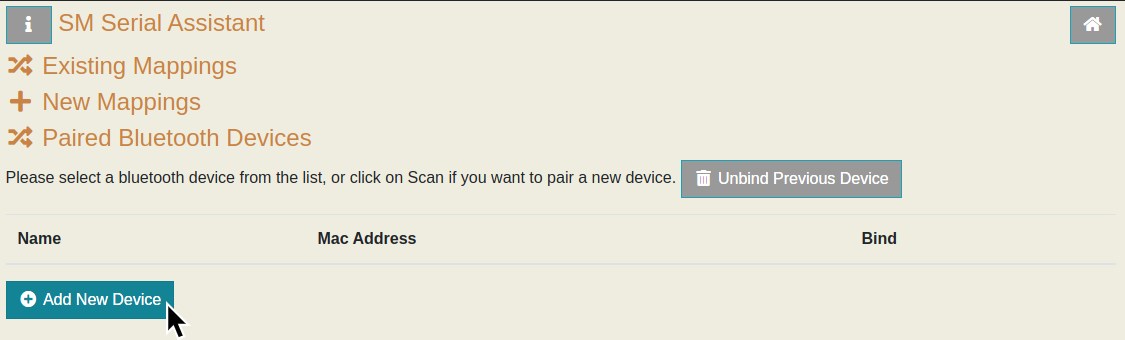 SM Serial Assistant
Existing Mappings
New Mappings
Paired Bluetooth Devices
Please select a bluetooth device from the list, or click on Scan if you want to pair a new device. Unbind Previous Device
Name Mac Address Bind
Add New Device